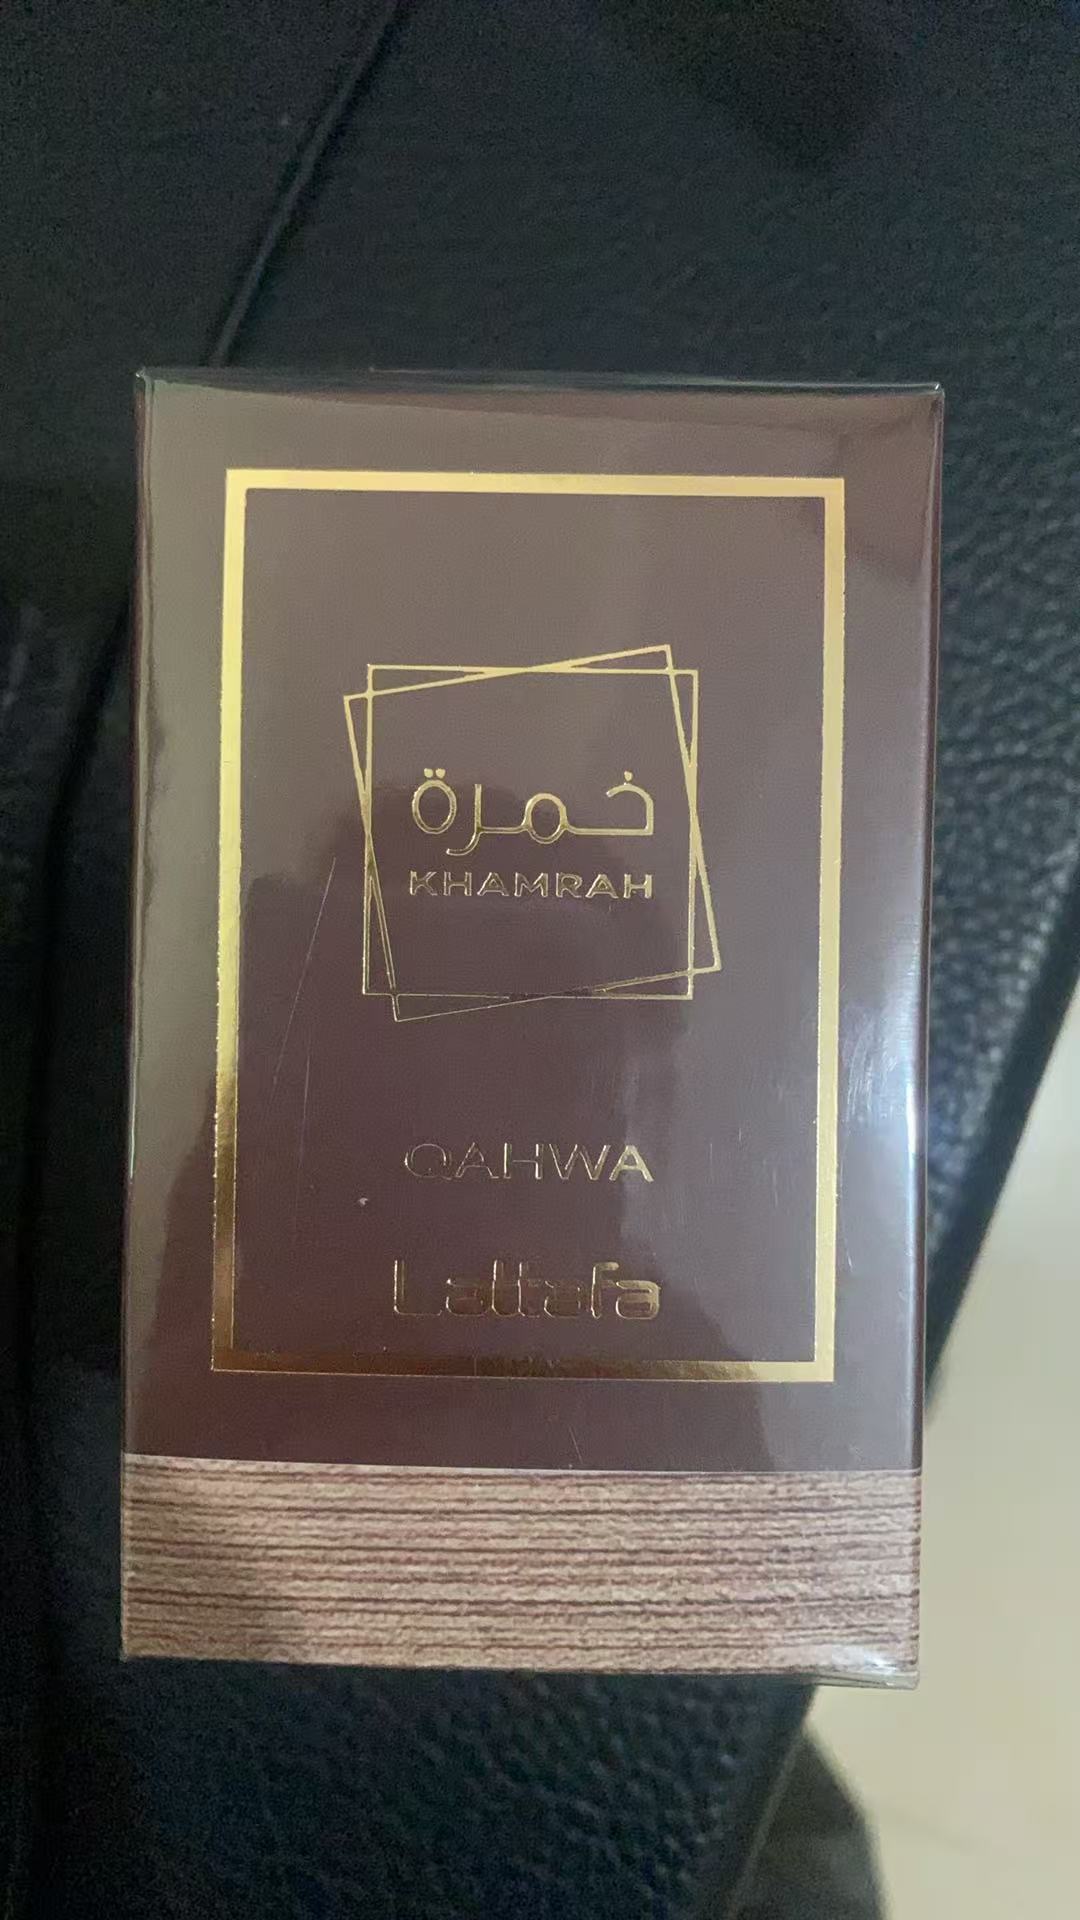 خمرة
KHAMRAH
QAHWA
Lattafa